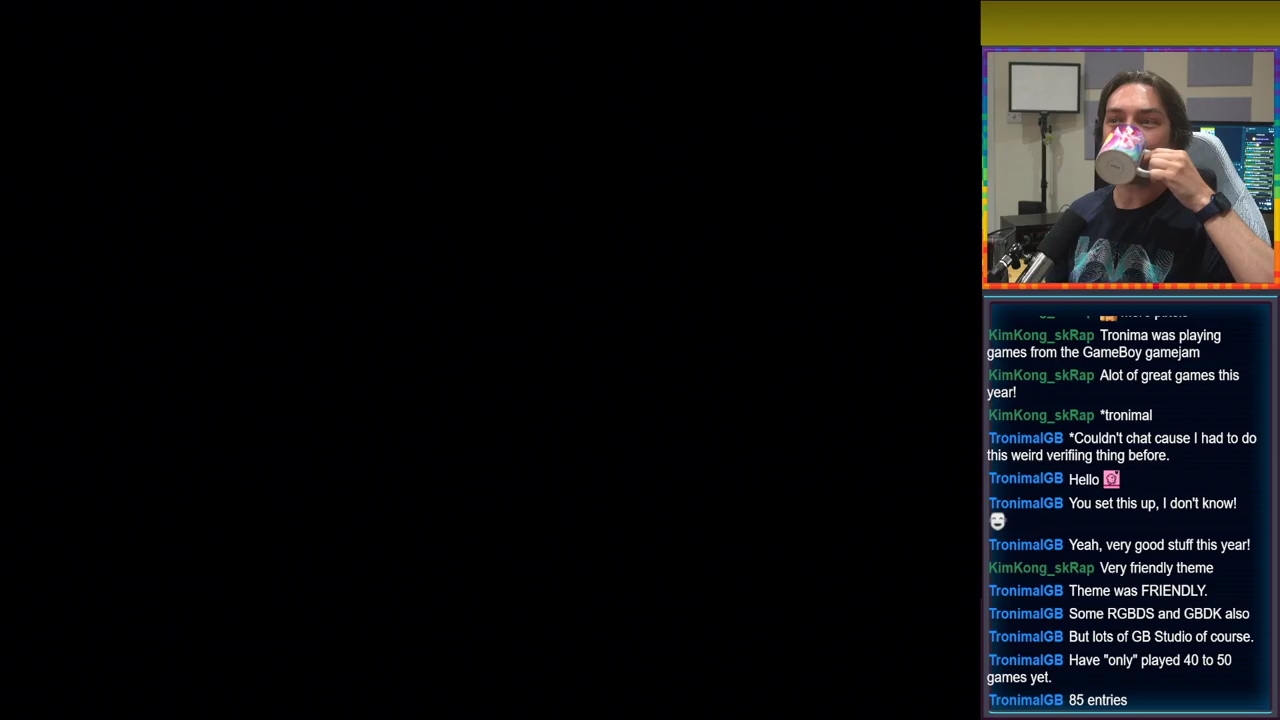 KimKong_skRap Tronima was playing
games from the GameBoy gamejam
KimKong_skRap Alot of great games this
year!
KimKong_skRap *tronimal
TronimalGB *Couldn't chat cause I had to do
this weird verifiing thing before.
TronimalGB Hello
TronimalGB You set this up, I don't know!
TronimalGB Yeah, very good stuff this year!
KimKong_skRap Very friendly theme
TronimalGB Theme was FRIENDLY.
TronimalGB Some RGBDS and GBDK also
TronimalGB But lots of GB Studio of course.
TronimalGB Have "only" played 40 to 50
games yet.
TronimalGB 85 entries